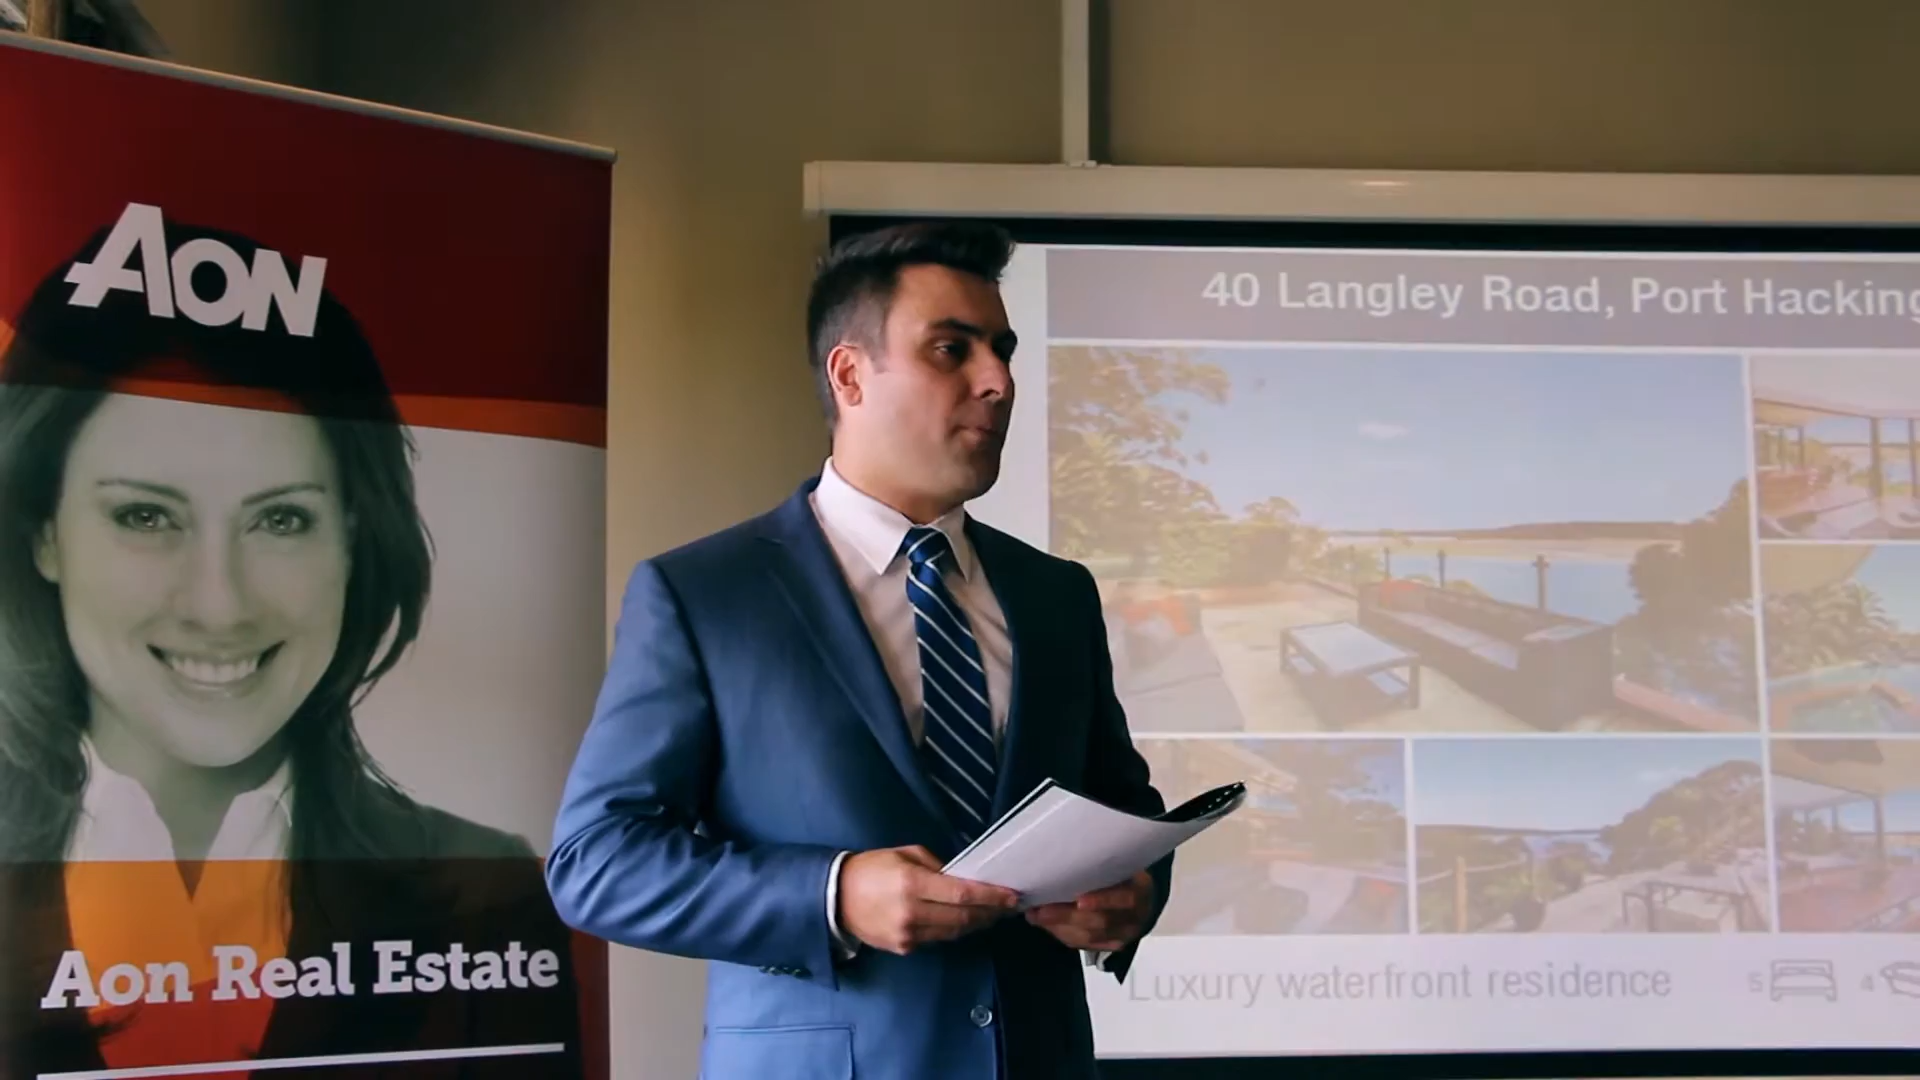 AON
Aon Real Estate
40 Langley Road, Port Hacking
Luxury waterfront residence
5
4